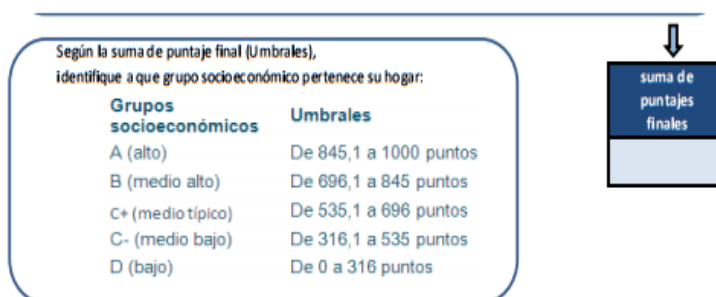 Según la suma de puntaje final (Umbrales),
identifique a que grupo socioeconómico pertenece su hogar:
Grupos socioeconómicos Umbrales
A (alto) De 845,1 a 1000 puntos
B (medio alto) De 696,1 a 845 puntos
C+ (medio típico) De 535,1 a 696 puntos
C- (medio bajo) De 316,1 a 535 puntos
D (bajo) De 0 a 316 puntos
suma de
puntajes
finales